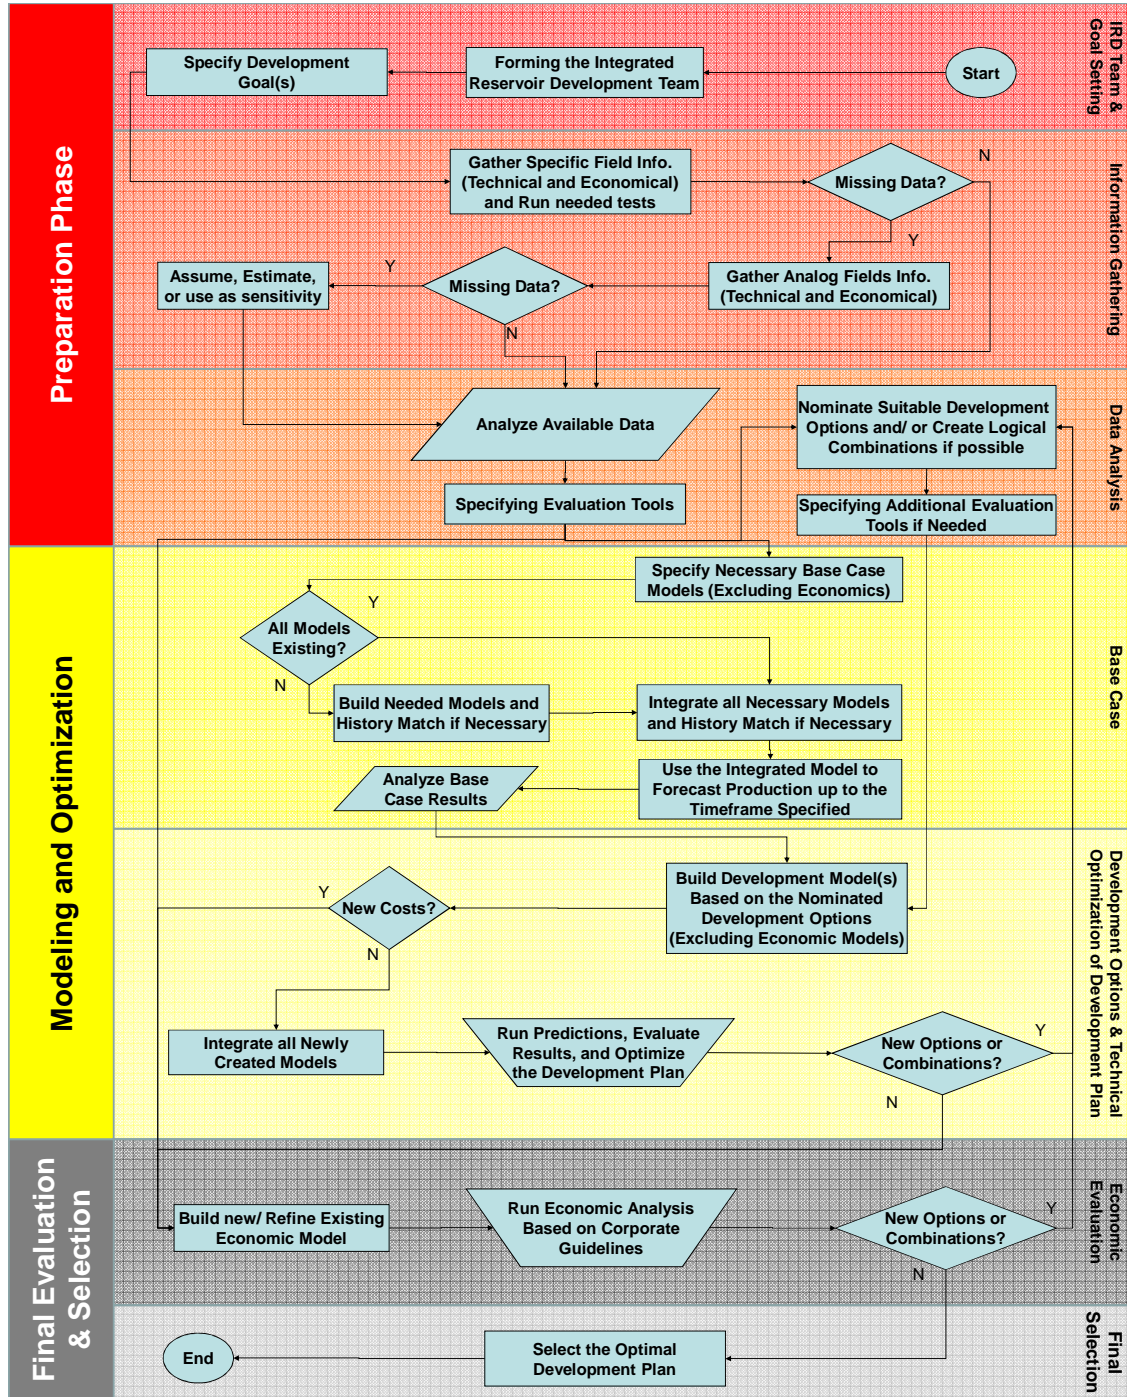 Preparation Phase
IRD Team &
Goal Setting
Start
Forming the Integrated
Reservoir Development Team
Specify Development
Goal(s)
Information Gathering
Gather Specific Field Info.
(Technical and Economical)
and Run needed tests
Missing Data?
N
Y
Gather Analog Fields Info.
(Technical and Economical)
Missing Data?
Y
N
Assume, Estimate,
or use as sensitivity
Data Analysis
Analyze Available Data
Specifying Evaluation Tools
Nominate Suitable Development
Options and/ or Create Logical
Combinations if possible
Specifying Additional Evaluation
Tools if Needed
Modeling and Optimization
Base Case
Specify Necessary Base Case
Models (Excluding Economics)
All Models
Existing?
Y
N
Build Needed Models and
History Match if Necessary
Integrate all Necessary Models
and History Match if Necessary
Use the Integrated Model to
Forecast Production up to the
Timeframe Specified
Analyze Base
Case Results
Development Options & Technical
Optimization of Development Plan
Build Development Model(s)
Based on the Nominated
Development Options
(Excluding Economic Models)
New Costs?
Y
N
Integrate all Newly
Created Models
Run Predictions, Evaluate
Results, and Optimize
the Development Plan
New Options or
Combinations?
Y
N
Final Evaluation
& Selection
Economic
Evaluation
Build new/ Refine Existing
Economic Model
Run Economic Analysis
Based on Corporate
Guidelines
New Options or
Combinations?
Y
N
Final
Selection
Select the Optimal
Development Plan
End